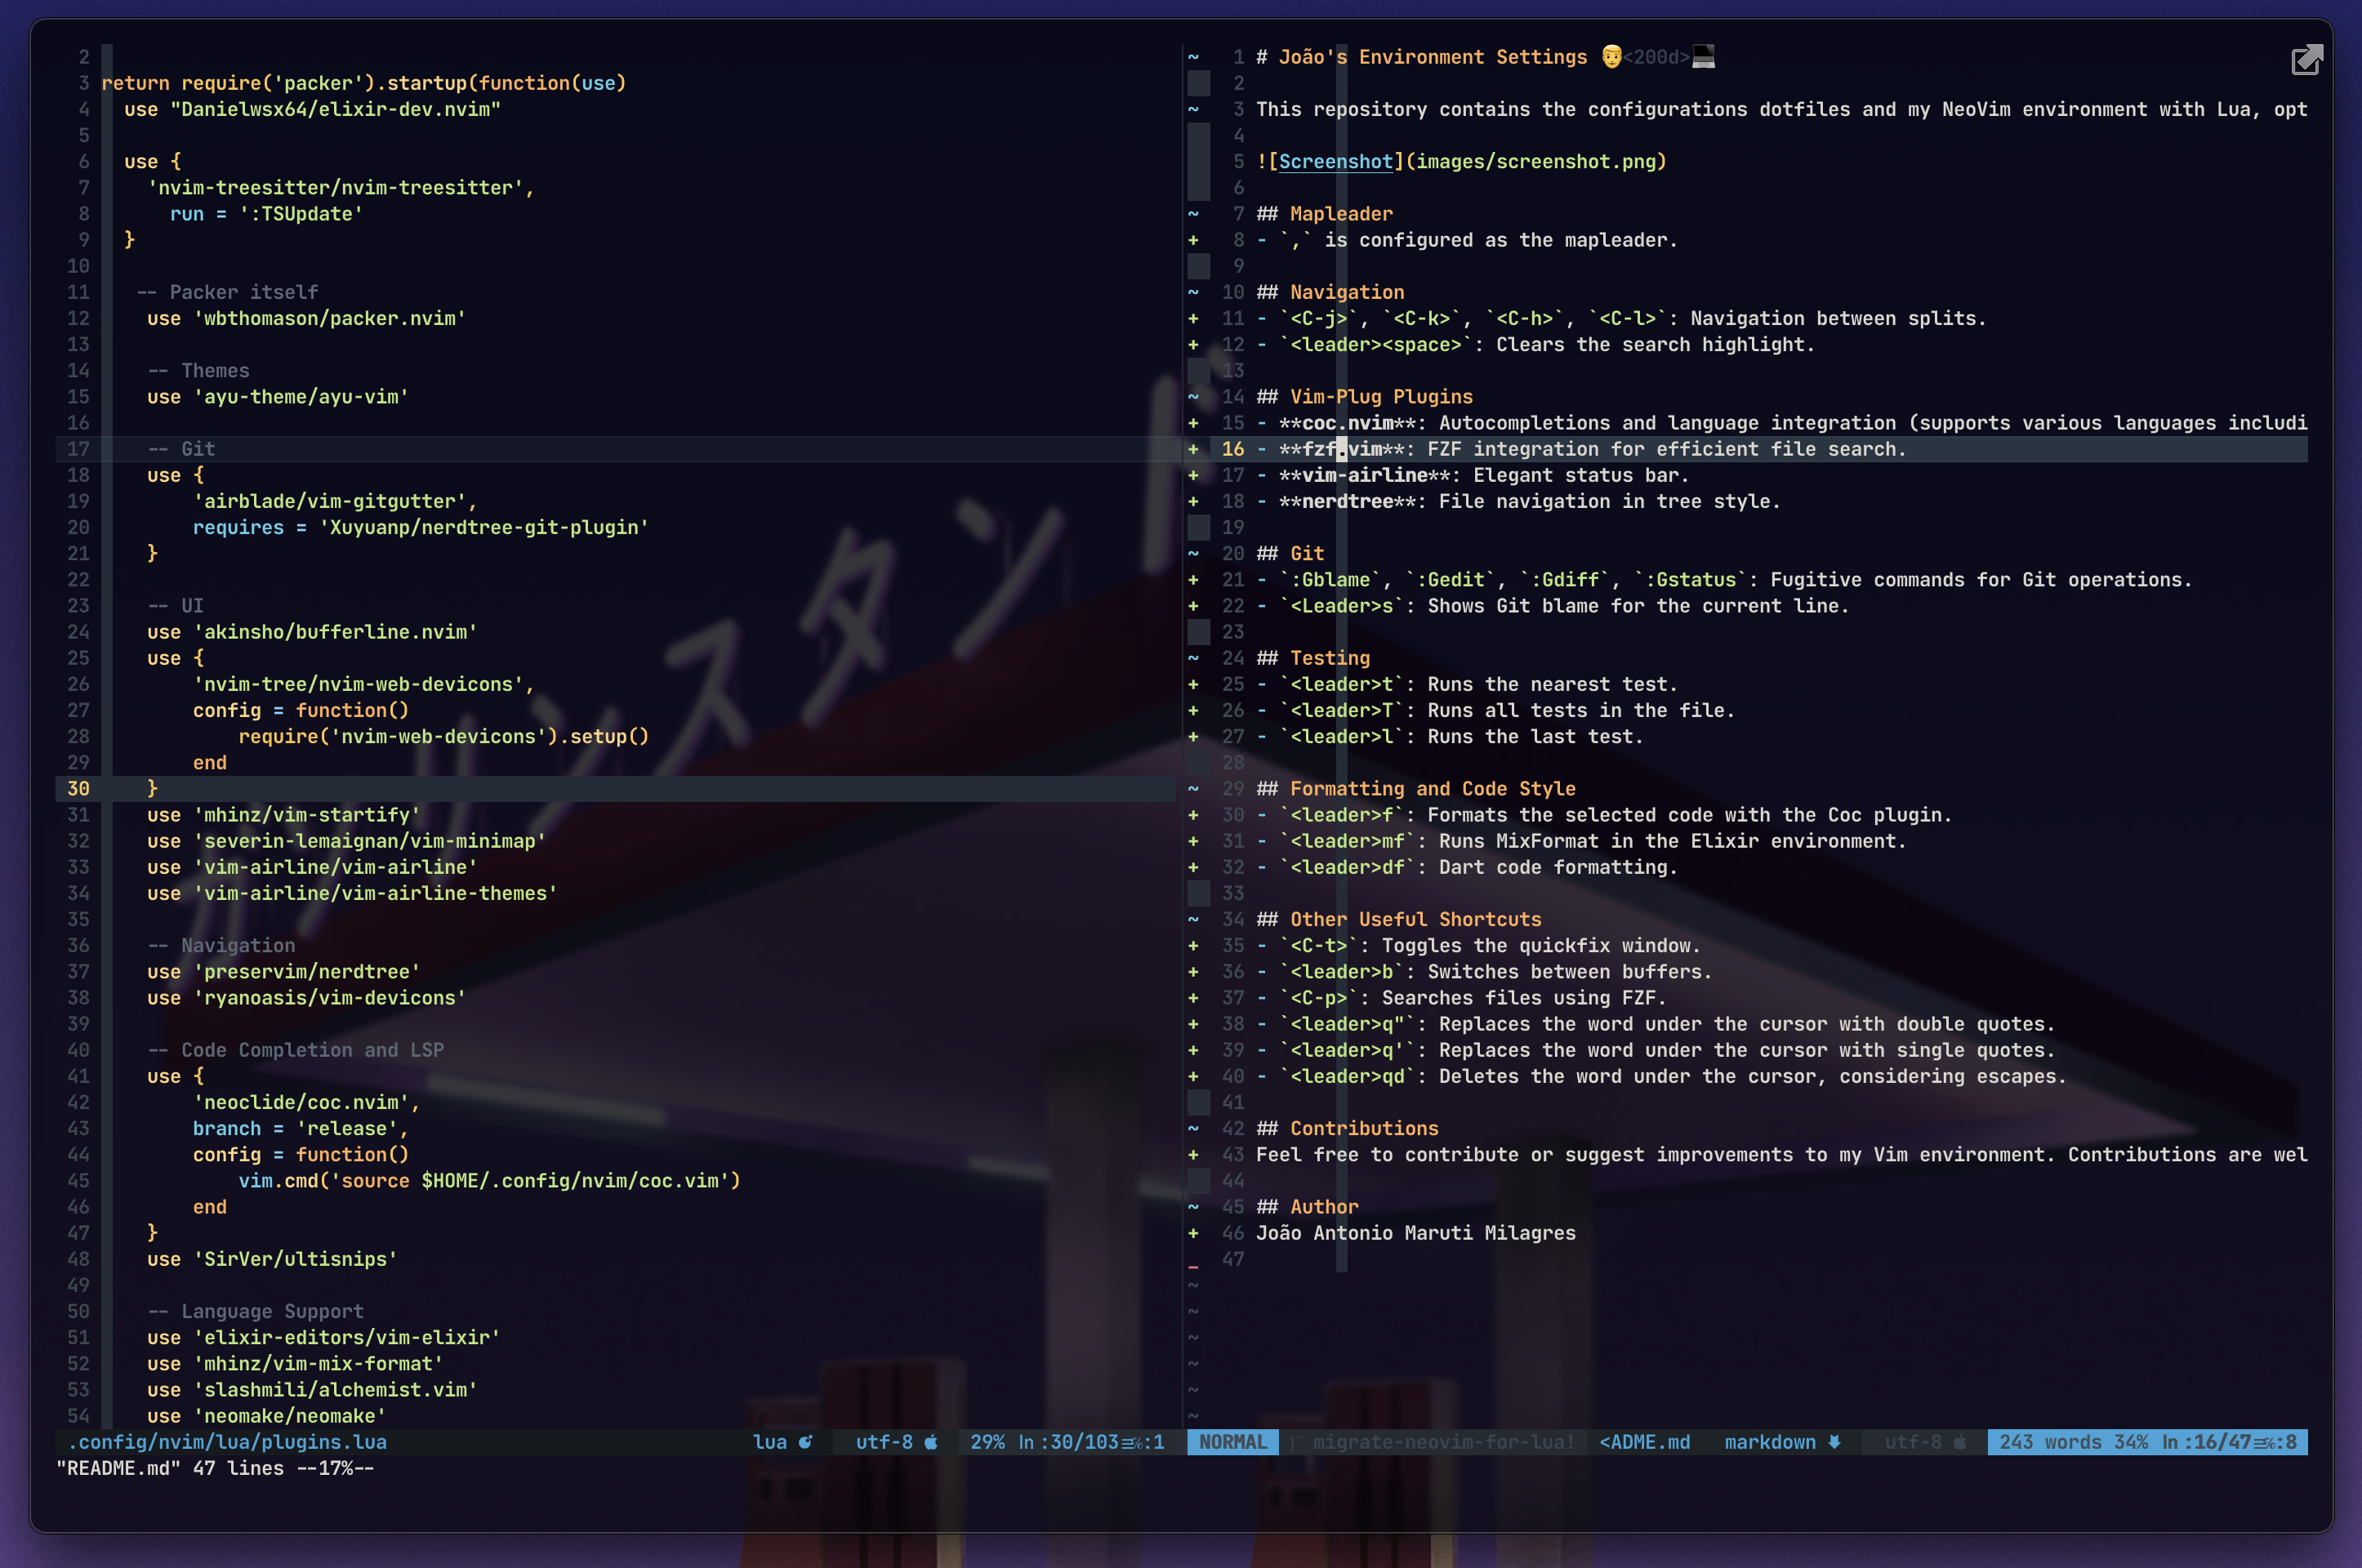 2
3 return require('packer').startup(function(use)
4 use "Danielwsx64/elixir-dev.nvim"
5
6 use {
7 'nvim-treesitter/nvim-treesitter',
8 run = ':TSUpdate'
9 }
10
11 -- Packer itself
12 use 'wbthomason/packer.nvim'
13
14 -- Themes
15 use 'ayu-theme/ayu-vim'
16
17 -- Git
18 use {
19 'airblade/vim-gitgutter',
20 requires = 'Xuyuanp/nerdtree-git-plugin'
21 }
22
23 -- UI
24 use 'akinsho/bufferline.nvim'
25 use {
26 'nvim-tree/nvim-web-devicons',
27 config = function()
28 require('nvim-web-devicons').setup()
29 end
30 }
31 use 'mhinz/vim-startify'
32 use 'severin-lemaignan/vim-minimap'
33 use 'vim-airline/vim-airline'
34 use 'vim-airline/vim-airline-themes'
35
36 -- Navigation
37 use 'preservim/nerdtree'
38 use 'ryanoasis/vim-devicons'
39
40 -- Code Completion and LSP
41 use {
42 'neoclide/coc.nvim',
43 branch = 'release',
44 config = function()
45 vim.cmd('source $HOME/.config/nvim/coc.vim')
46 end
47 }
48 use 'SirVer/ultisnips'
49
50 -- Language Support
51 use 'elixir-editors/vim-elixir'
52 use 'mhinz/vim-mix-format'
53 use 'slashmili/alchemist.vim'
54 use 'neomake/neomake'
.config/nvim/lua/plugins.lua lua utf-8 29% ln :30/103 :1
~ 1 # João's Environment Settings 👨<200d>💻
2
~ 3 This repository contains the configurations dotfiles and my NeoVim environment with Lua, opt
4
5 ![Screenshot](images/screenshot.png)
6
~ 7 ## Mapleader
+ 8 - `,` is configured as the mapleader.
9
~ 10 ## Navigation
+ 11 - `<C-j>`, `<C-k>`, `<C-h>`, `<C-l>`: Navigation between splits.
+ 12 - `<leader><space>`: Clears the search highlight.
13
~ 14 ## Vim-Plug Plugins
+ 15 - **coc.nvim**: Autocompletions and language integration (supports various languages includi
+ 16 - **fzf.vim**: FZF integration for efficient file search.
+ 17 - **vim-airline**: Elegant status bar.
+ 18 - **nerdtree**: File navigation in tree style.
19
~ 20 ## Git
+ 21 - `:Gblame`, `:Gedit`, `:Gdiff`, `:Gstatus`: Fugitive commands for Git operations.
+ 22 - `<Leader>s`: Shows Git blame for the current line.
23
~ 24 ## Testing
+ 25 - `<leader>t`: Runs the nearest test.
+ 26 - `<leader>T`: Runs all tests in the file.
+ 27 - `<leader>l`: Runs the last test.
28
~ 29 ## Formatting and Code Style
+ 30 - `<leader>f`: Formats the selected code with the Coc plugin.
+ 31 - `<leader>mf`: Runs MixFormat in the Elixir environment.
+ 32 - `<leader>df`: Dart code formatting.
33
~ 34 ## Other Useful Shortcuts
+ 35 - `<C-t>`: Toggles the quickfix window.
+ 36 - `<leader>b`: Switches between buffers.
+ 37 - `<C-p>`: Searches files using FZF.
+ 38 - `<leader>q"`: Replaces the word under the cursor with double quotes.
+ 39 - `<leader>q'`: Replaces the word under the cursor with single quotes.
+ 40 - `<leader>qd`: Deletes the word under the cursor, considering escapes.
41
~ 42 ## Contributions
+ 43 Feel free to contribute or suggest improvements to my Vim environment. Contributions are wel
44
~ 45 ## Author
+ 46 João Antonio Maruti Milagres
_ 47
~
~
~
~
~
~
NORMAL migrate-neovim-for-lua! <ADME.md markdown utf-8 243 words 34% ln :16/47 :8
"README.md" 47 lines --17%--
ガソリンスタンド